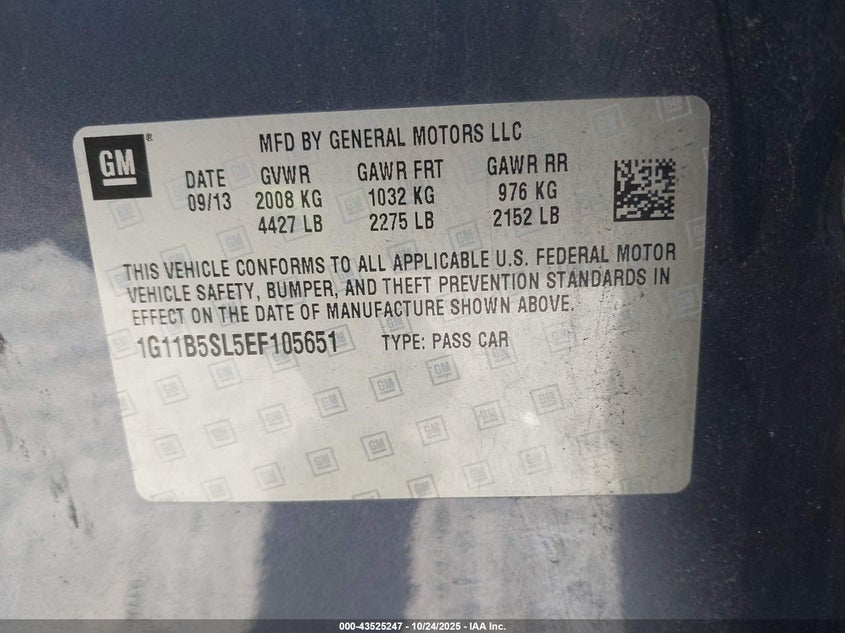 GM
MFD BY GENERAL MOTORS LLC
DATE GVWR GAWR FRT GAWR RR
09/13 2008 KG 1032 KG 976 KG
4427 LB 2275 LB 2152 LB
THIS VEHICLE CONFORMS TO ALL APPLICABLE U.S. FEDERAL MOTOR
VEHICLE SAFETY, BUMPER, AND THEFT PREVENTION STANDARDS IN
EFFECT ON THE DATE OF MANUFACTURE SHOWN ABOVE.
1G11B5SL5EF105651 TYPE: PASS CAR
000-43525247 - 10/24/2025 - IAA Inc.